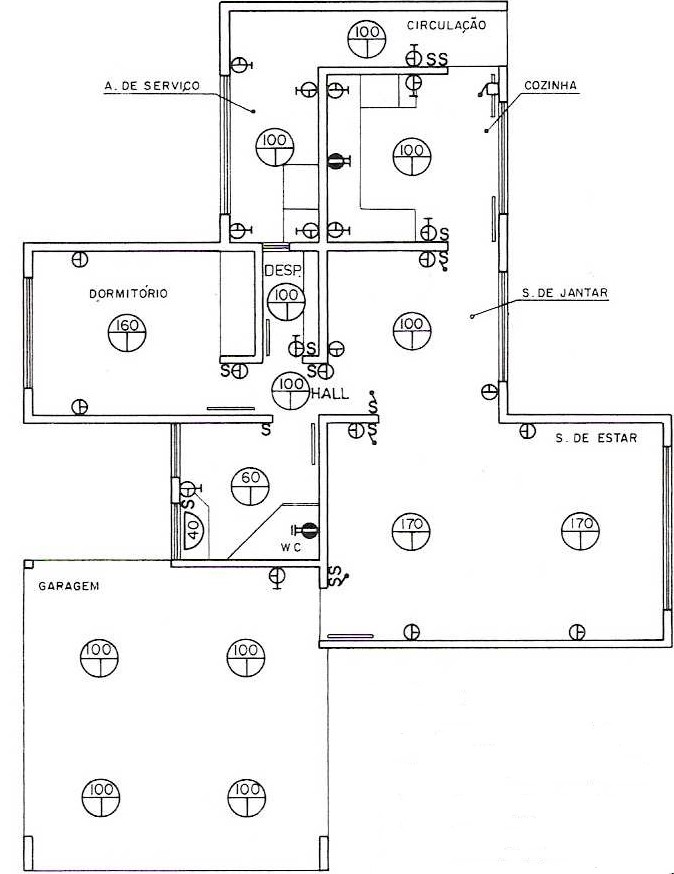 CIRCULAÇÃO
100
SS
A. DE SERVIÇO
COZINHA
100
100
S
S
DESP.
DORMITÓRIO
100
S. DE JANTAR
160
100
S
S
S
100
HALL
S
S
S
S. DE ESTAR
60
S
170
170
40
WC
SS
GARAGEM
100
100
100
100